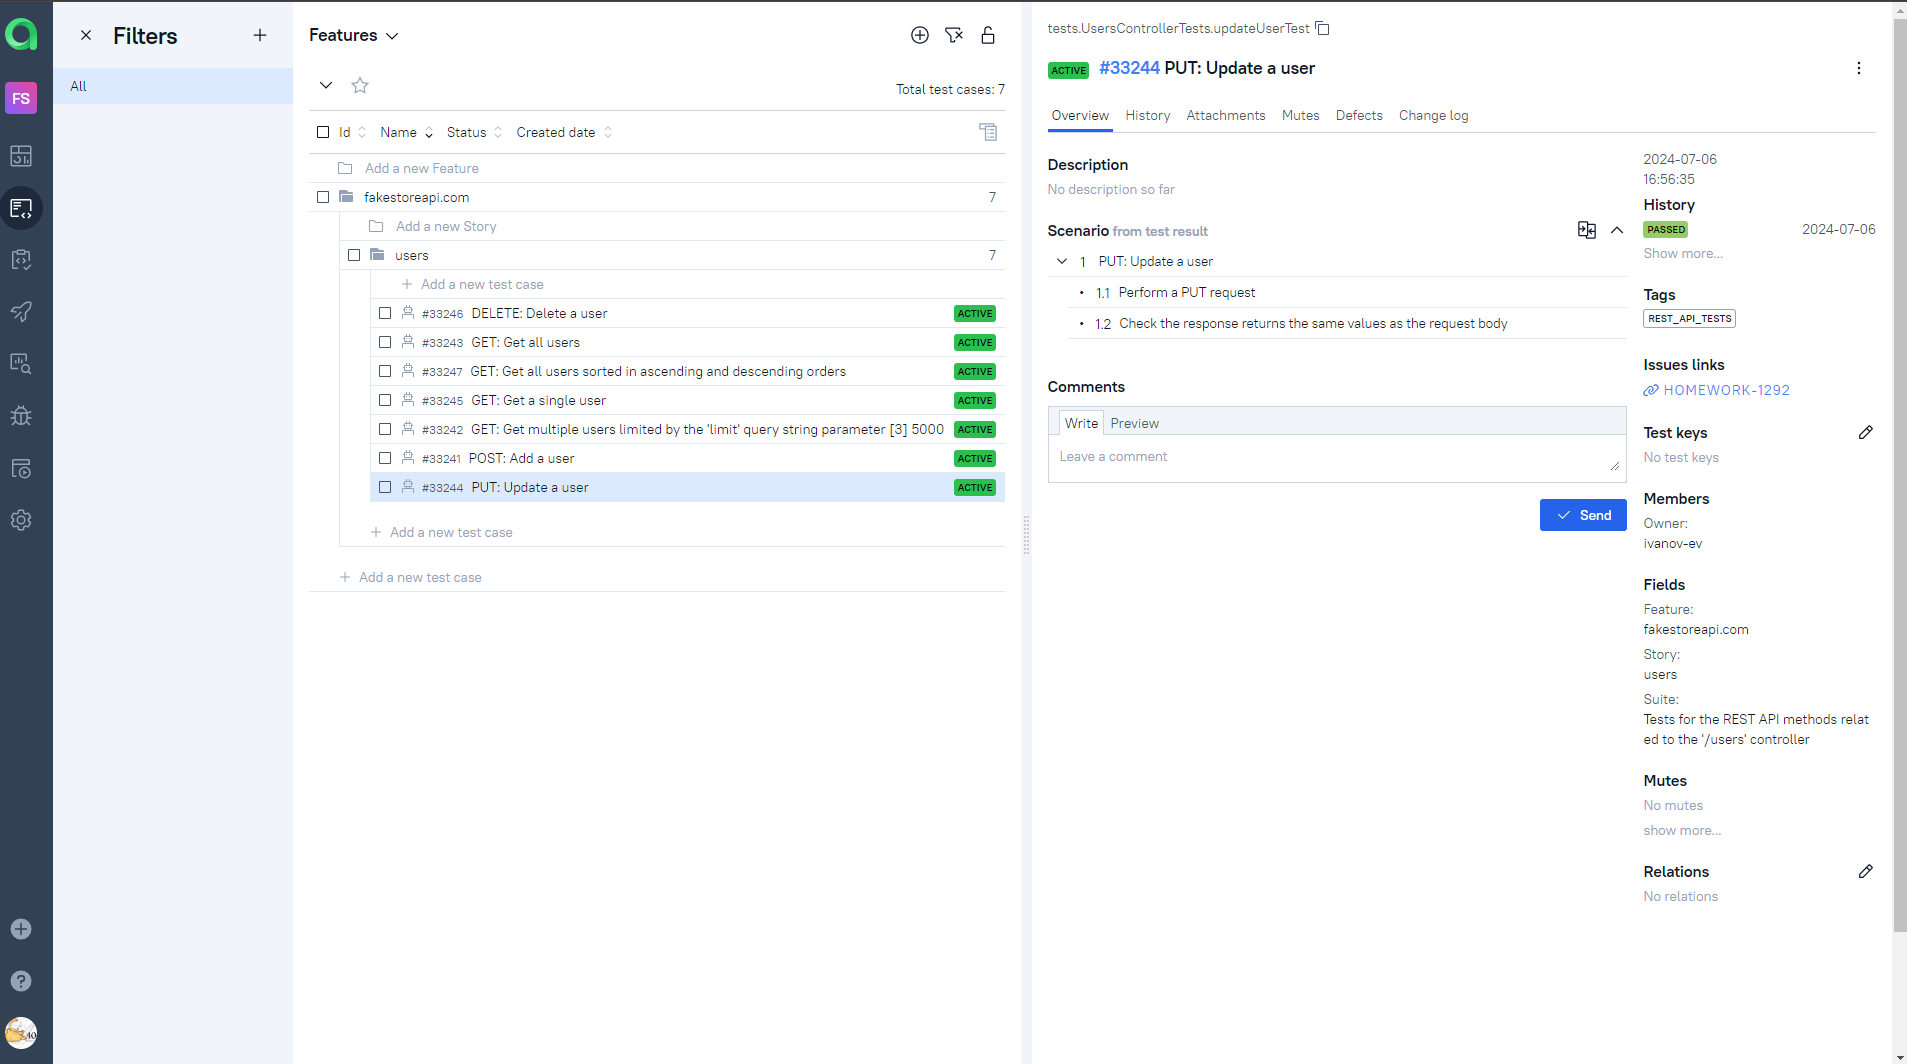 FS
Filters
All
Features
Total test cases: 7
Id Name Status Created date
Add a new Feature
fakestoreapi.com 7
Add a new Story
users 7
Add a new test case
#33246 DELETE: Delete a user ACTIVE
#33243 GET: Get all users ACTIVE
#33247 GET: Get all users sorted in ascending and descending orders ACTIVE
#33245 GET: Get a single user ACTIVE
#33242 GET: Get multiple users limited by the 'limit' query string parameter [3] 5000 ACTIVE
#33241 POST: Add a user ACTIVE
#33244 PUT: Update a user ACTIVE
Add a new test case
Add a new test case
tests.UsersControllerTests.updateUserTest
ACTIVE #33244 PUT: Update a user
Overview History Attachments Mutes Defects Change log
Description
No description so far
Scenario from test result
1 PUT: Update a user
1.1 Perform a PUT request
1.2 Check the response returns the same values as the request body
Comments
Write Preview
Leave a comment
Send
2024-07-06
16:56:35
History
PASSED 2024-07-06
Show more...
Tags
REST_API_TESTS
Issues links
HOMEWORK-1292
Test keys
No test keys
Members
Owner:
ivanov-ev
Fields
Feature:
fakestoreapi.com
Story:
users
Suite:
Tests for the REST API methods relat
ed to the '/users' controller
Mutes
No mutes
show more...
Relations
No relations